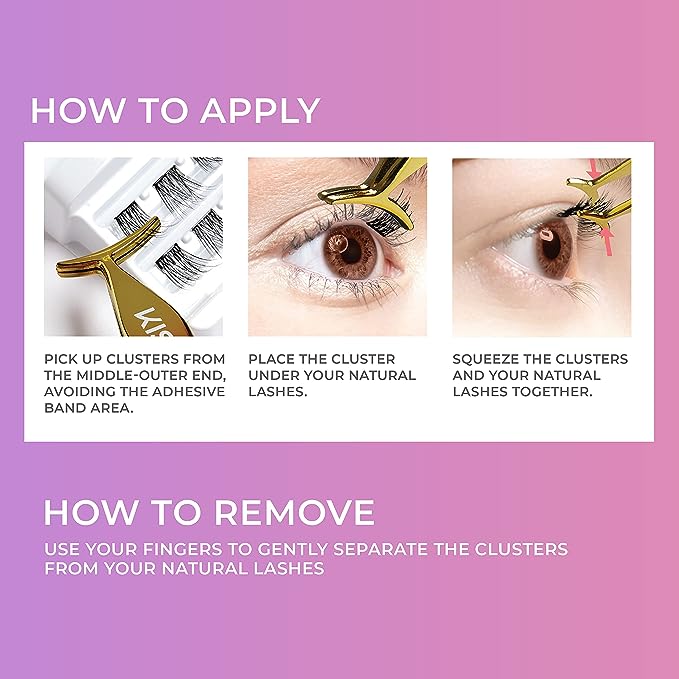 HOW TO APPLY
PICK UP CLUSTERS FROM
THE MIDDLE-OUTER END,
AVOIDING THE ADHESIVE
BAND AREA.
PLACE THE CLUSTER
UNDER YOUR NATURAL
LASHES.
SQUEEZE THE CLUSTERS
AND YOUR NATURAL
LASHES TOGETHER.
HOW TO REMOVE
USE YOUR FINGERS TO GENTLY SEPARATE THE CLUSTERS
FROM YOUR NATURAL LASHES